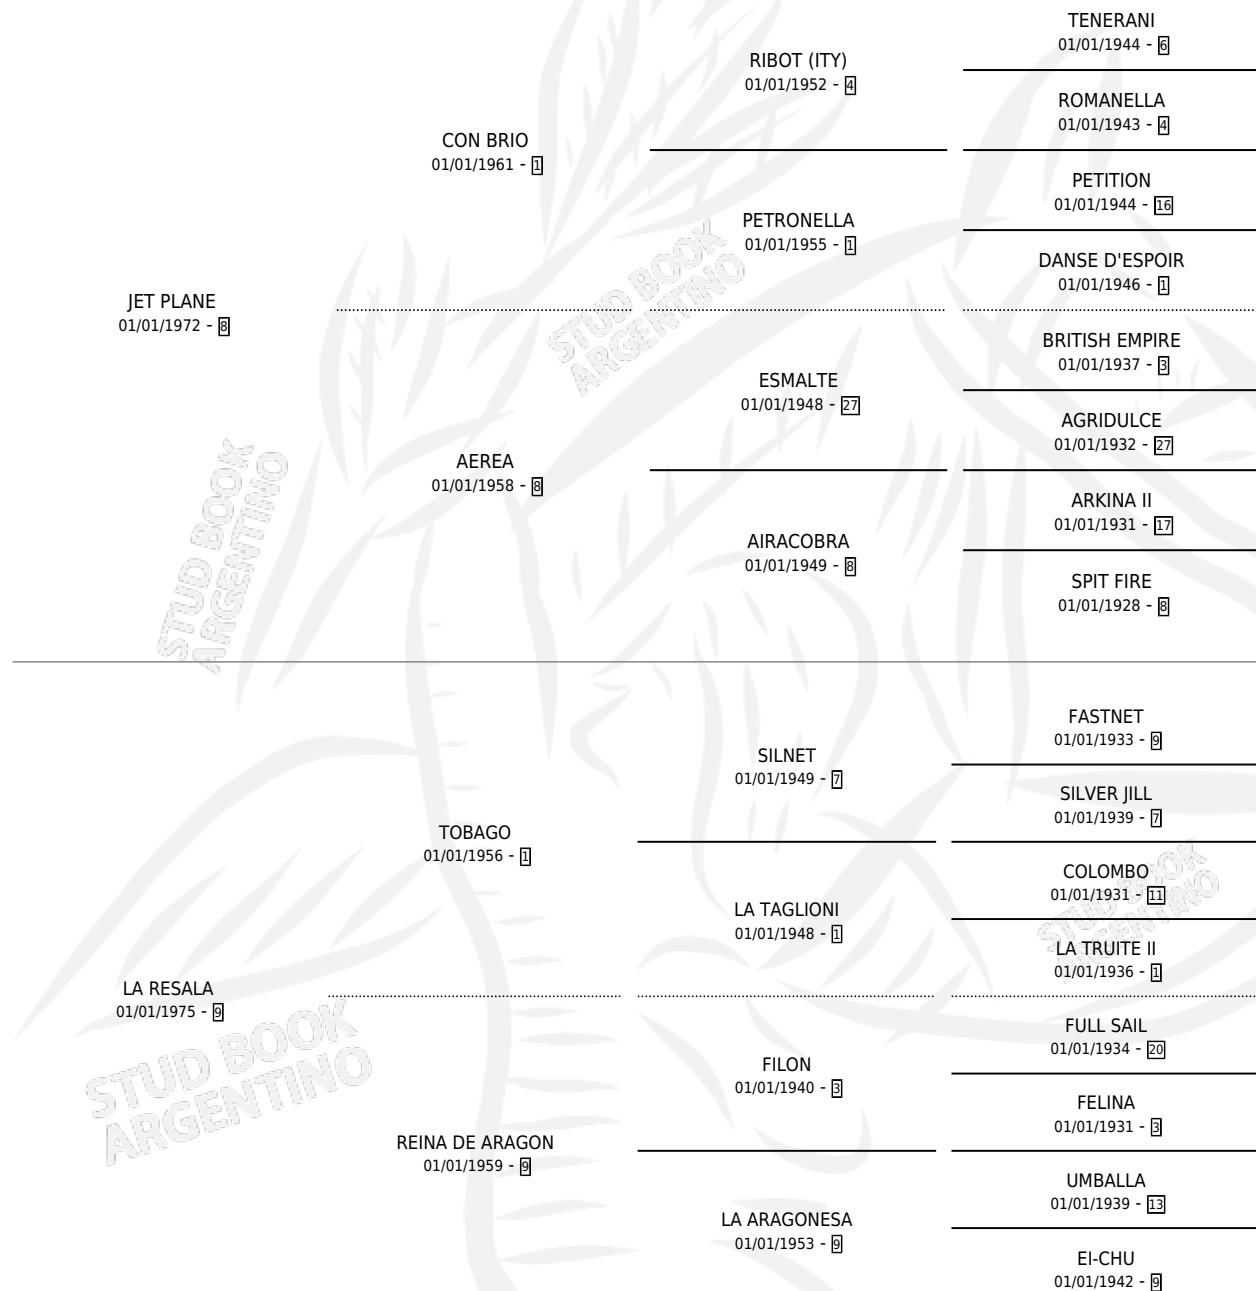 TENERANI
01/01/1944 - 6
RIBOT (ITY)
01/01/1952 - 4
ROMANELLA
01/01/1943 - 4
CON BRIO
01/01/1961 - 1
PETITION
01/01/1944 - 16
PETRONELLA
01/01/1955 - 1
DANSE D'ESPOIR
01/01/1946 - 1
JET PLANE
01/01/1972 - 8
BRITISH EMPIRE
01/01/1937 - 3
ESMALTE
01/01/1948 - 27
AGRIDULCE
01/01/1932 - 27
AEREA
01/01/1958 - 8
ARKINA II
01/01/1931 - 17
AIRACOBRA
01/01/1949 - 8
SPIT FIRE
01/01/1928 - 8
FASTNET
01/01/1933 - 9
SILNET
01/01/1949 - 7
SILVER JILL
01/01/1939 - 7
TOBAGO
01/01/1956 - 1
COLOMBO
01/01/1931 - 11
LA TAGLIONI
01/01/1948 - 1
LA TRUITE II
01/01/1936 - 1
LA RESALA
01/01/1975 - 9
FULL SAIL
01/01/1934 - 20
FILON
01/01/1940 - 3
FELINA
01/01/1931 - 3
REINA DE ARAGON
01/01/1959 - 9
UMBALLA
01/01/1939 - 13
LA ARAGONESA
01/01/1953 - 9
EI-CHU
01/01/1942 - 9
STUD BOOK
ARGENTINO
STUD BOOK
ARGENTINO
STUD BOOK
ARGENTINO
STUD BOOK
ARGENTINO